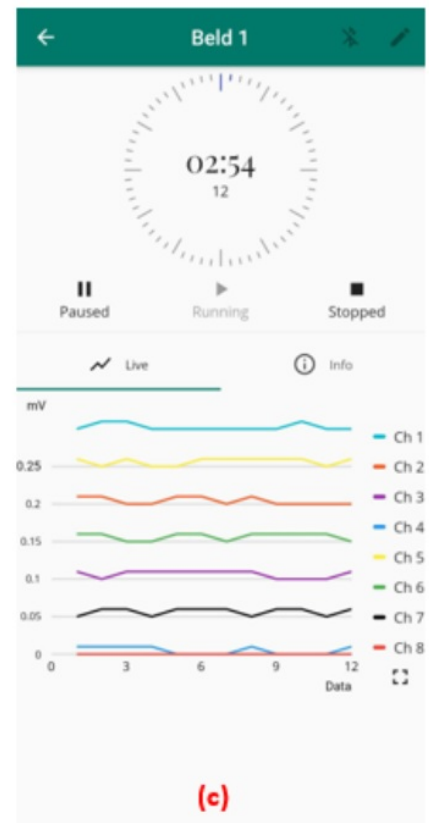 Beld 1
02:54
12
Paused
Running
Stopped
Live
Info
mV
Ch 1
0.25
Ch 2
0.2
Ch 3
Ch 4
0.15
Ch 5
0.1
Ch 6
0.05
Ch 7
0
Ch 8
0 3 6 9 12
Data
(c)